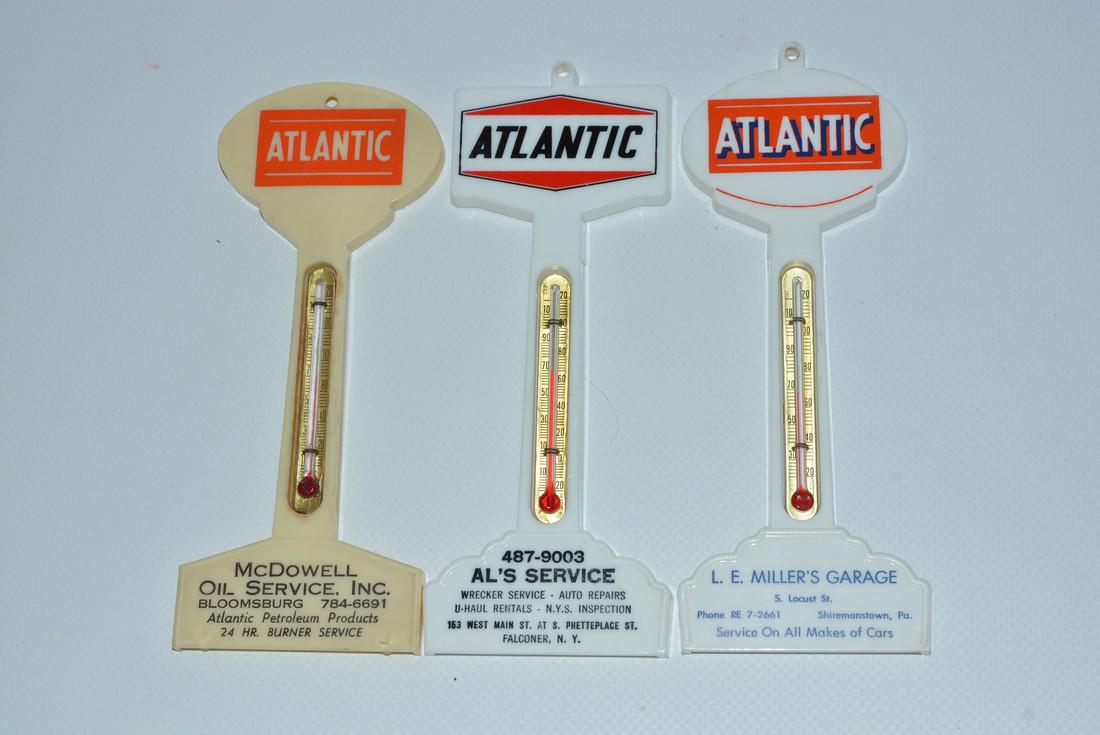 ATLANTIC
McDOWELL
OIL SERVICE, INC.
BLOOMSBURG 784-6691
Atlantic Petroleum Products
24 HR. BURNER SERVICE
ATLANTIC
487-9003
AL'S SERVICE
WRECKER SERVICE - AUTO REPAIRS
U-HAUL RENTALS - N.Y.S. INSPECTION
163 WEST MAIN ST. AT S. PHETTEPLACE ST.
FALCONER, N. Y.
ATLANTIC
L. E. MILLER'S GARAGE
S. Locust St.
Phone RE 7-2661 Shiremanstown, Pa.
Service On All Makes of Cars